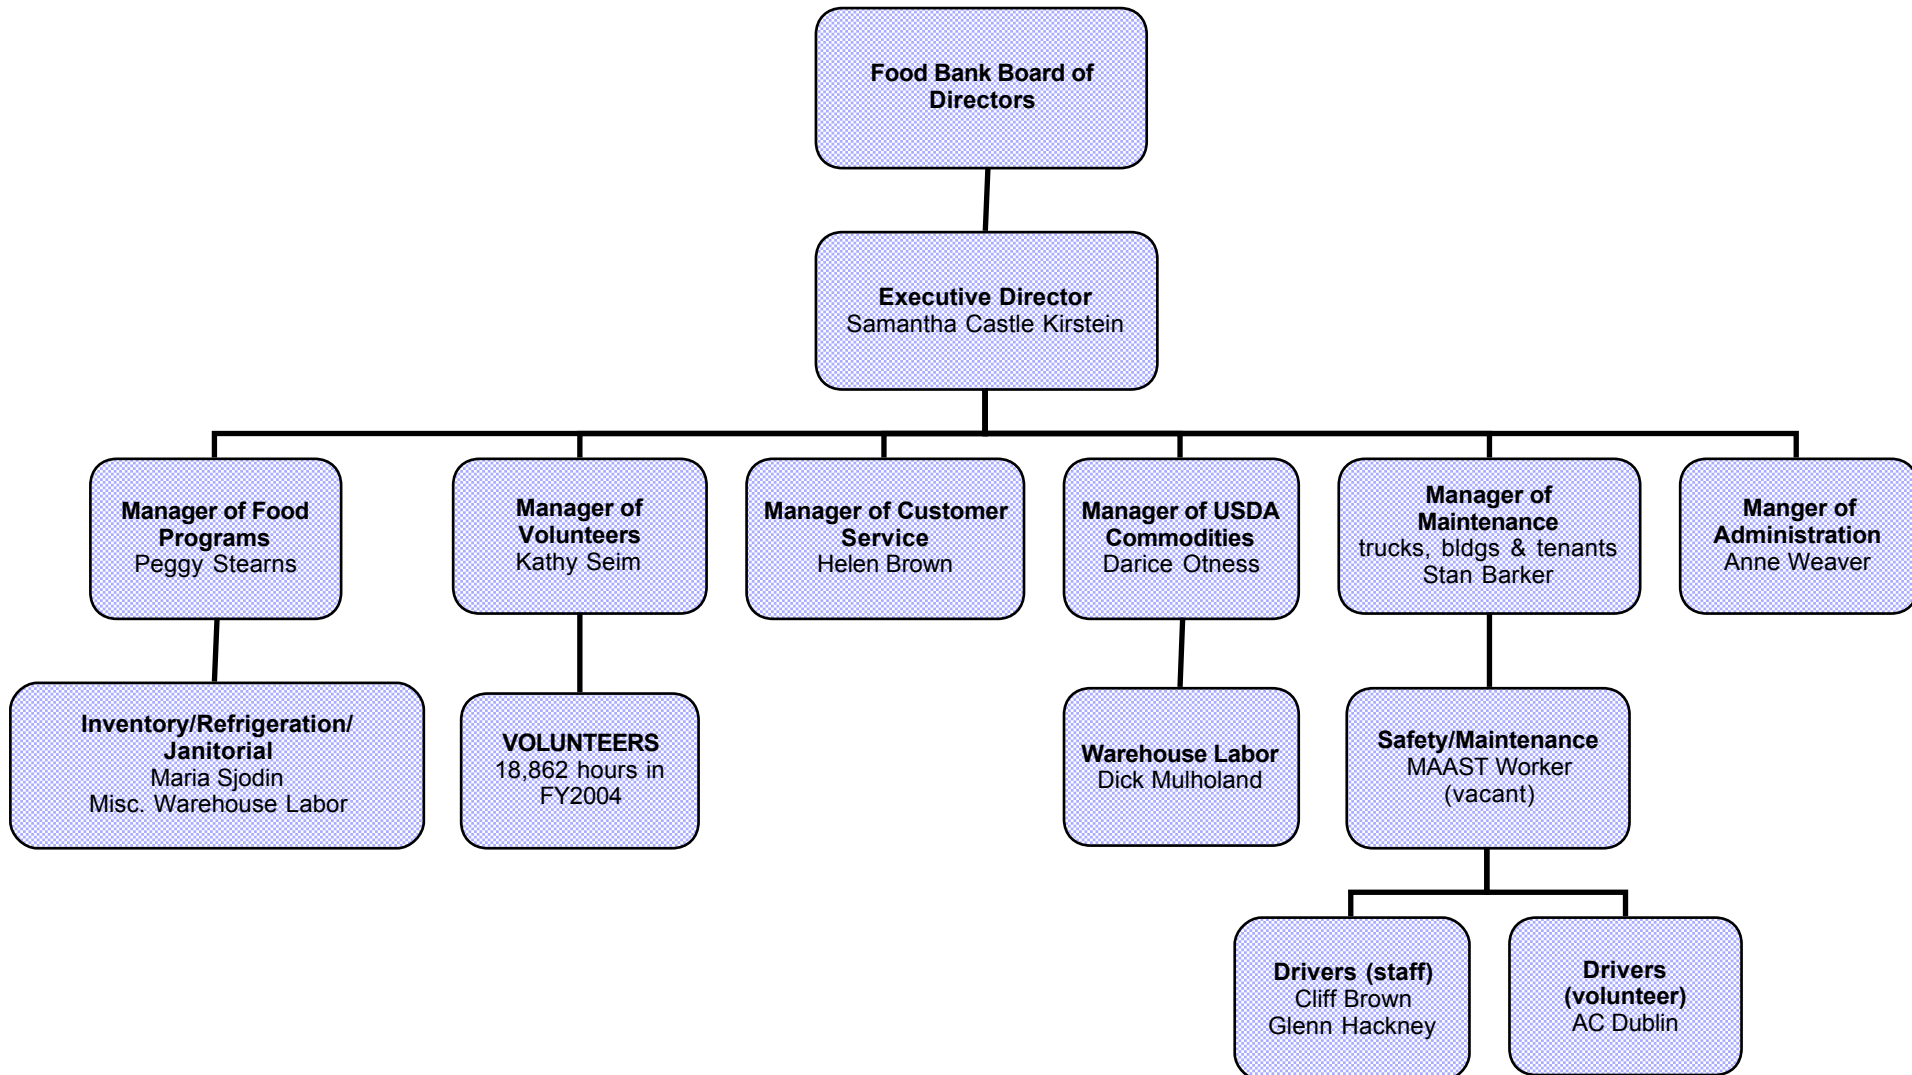 Food Bank Board of
Directors
Executive Director
Samantha Castle Kirstein
Manager of Food
Programs
Peggy Stearns
Manager of
Volunteers
Kathy Seim
Manager of Customer
Service
Helen Brown
Manager of USDA
Commodities
Darice Otness
Manager of
Maintenance
trucks, bldgs & tenants
Stan Barker
Manger of
Administration
Anne Weaver
Inventory/Refrigeration/
Janitorial
Maria Sjodin
Misc. Warehouse Labor
VOLUNTEERS
18,862 hours in
FY2004
Warehouse Labor
Dick Mulholand
Safety/Maintenance
MAAST Worker
(vacant)
Drivers (staff)
Cliff Brown
Glenn Hackney
Drivers
(volunteer)
AC Dublin